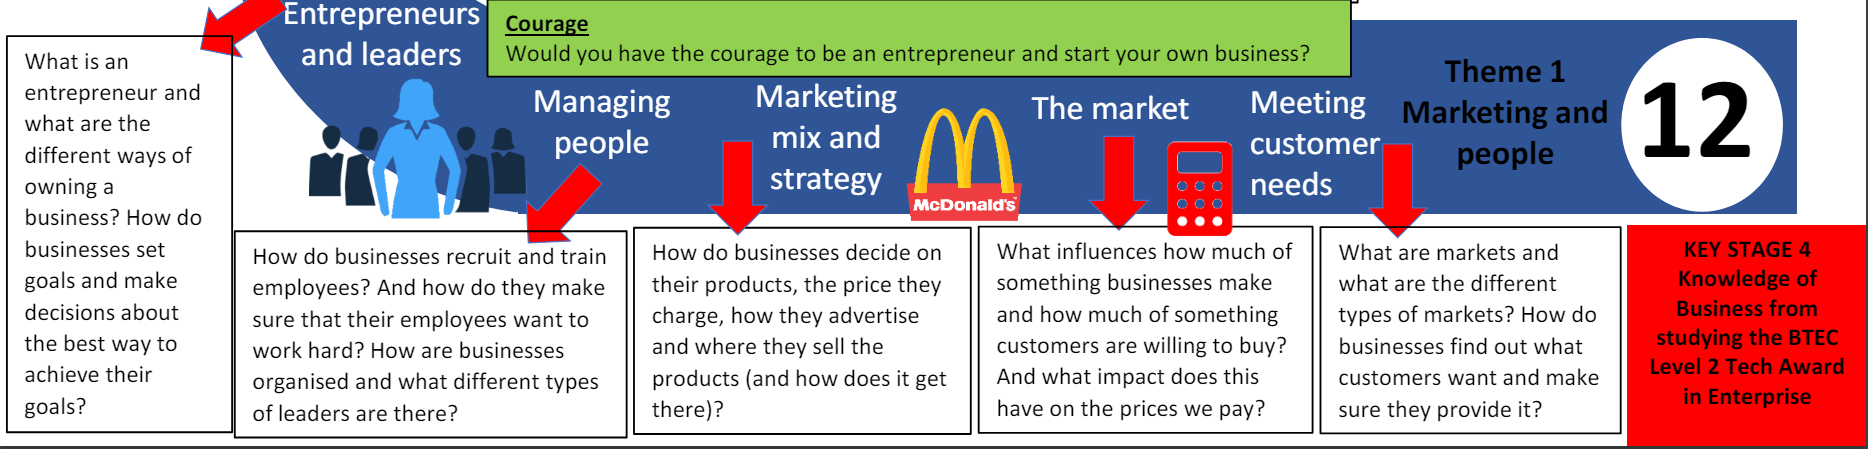 Entrepreneurs
and leaders
Courage
Would you have the courage to be an entrepreneur and start your own business?
Managing
people
Marketing
mix and
strategy
McDonald's
The market
Meeting
customer
needs
Theme 1
Marketing and
people
12
What is an
entrepreneur and
what are the
different ways of
owning a
business? How do
businesses set
goals and make
decisions about
the best way to
achieve their
goals?
How do businesses recruit and train
employees? And how do they make
sure that their employees want to
work hard? How are businesses
organised and what different types
of leaders are there?
How do businesses decide on
their products, the price they
charge, how they advertise
and where they sell the
products (and how does it get
there)?
What influences how much of
something businesses make
and how much of something
customers are willing to buy?
And what impact does this
have on the prices we pay?
What are markets and
what are the different
types of markets? How do
businesses find out what
customers want and make
sure they provide it?
KEY STAGE 4
Knowledge of
Business from
studying the BTEC
Level 2 Tech Award
in Enterprise